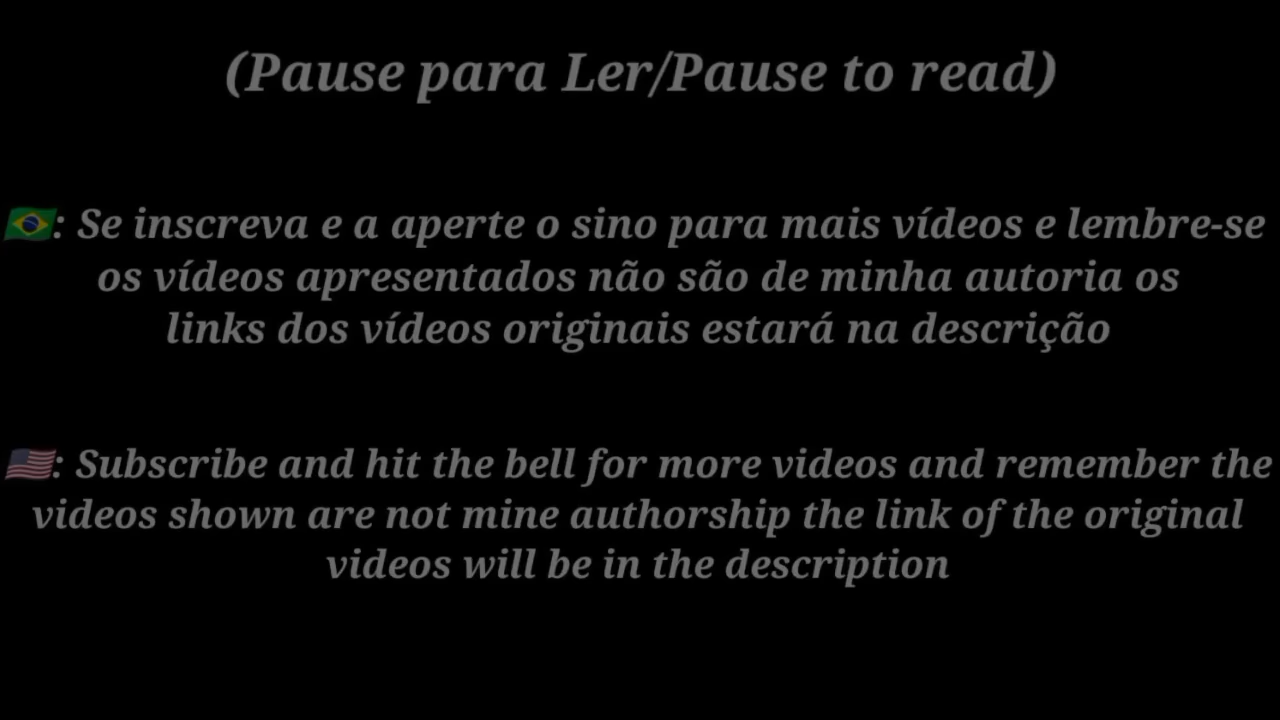 (Pause para Ler/Pause to read)
🇧🇷: Se inscreva e a aperte o sino para mais vídeos e lembre-se
os vídeos apresentados não são de minha autoria os
links dos vídeos originais estará na descrição
🇺🇸: Subscribe and hit the bell for more videos and remember the
videos shown are not mine authorship the link of the original
videos will be in the description